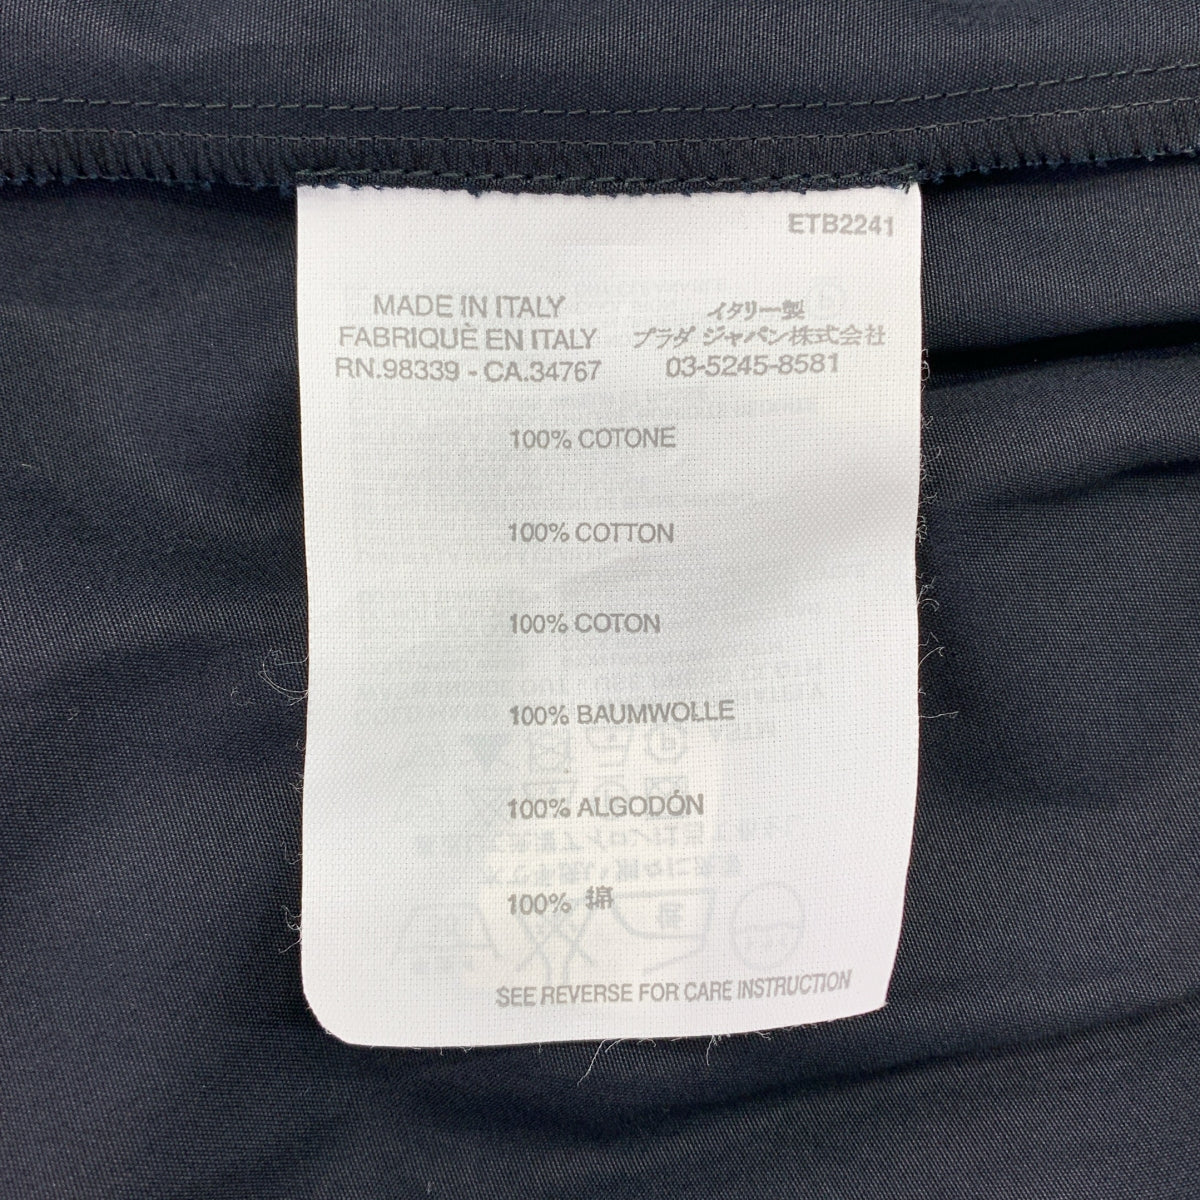 ETB2241
MADE IN ITALY
FABRIQUÈ EN ITALY
RN.98339 - CA.34767
イタリー製
プラダ ジャパン株式会社
03-5245-8581
100% COTONE
100% COTTON
100% COTON
100% BAUMWOLLE
100% ALGODÓN
100% 綿
SEE REVERSE FOR CARE INSTRUCTION